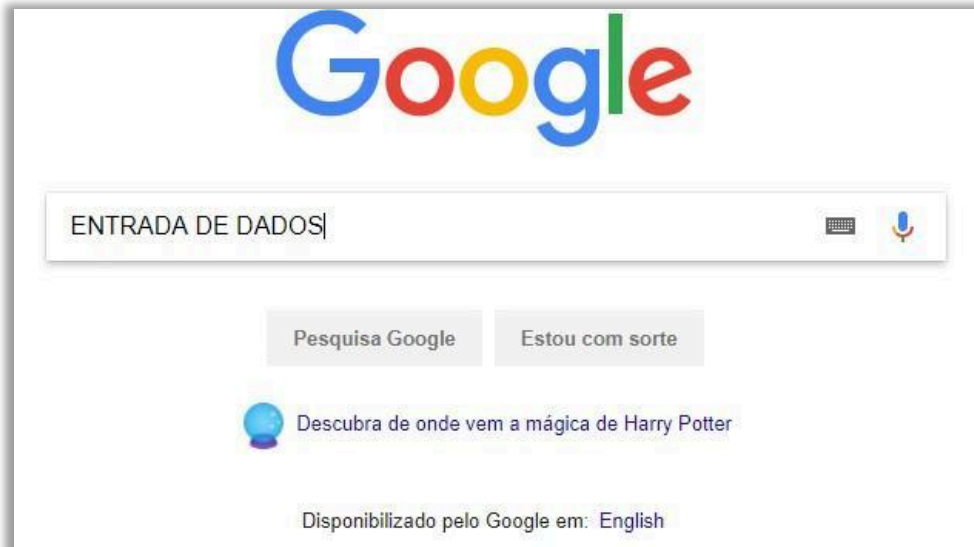 Google
ENTRADA DE DADOS
Pesquisa Google
Estou com sorte
Descubra de onde vem a mágica de Harry Potter
Disponibilizado pelo Google em: English